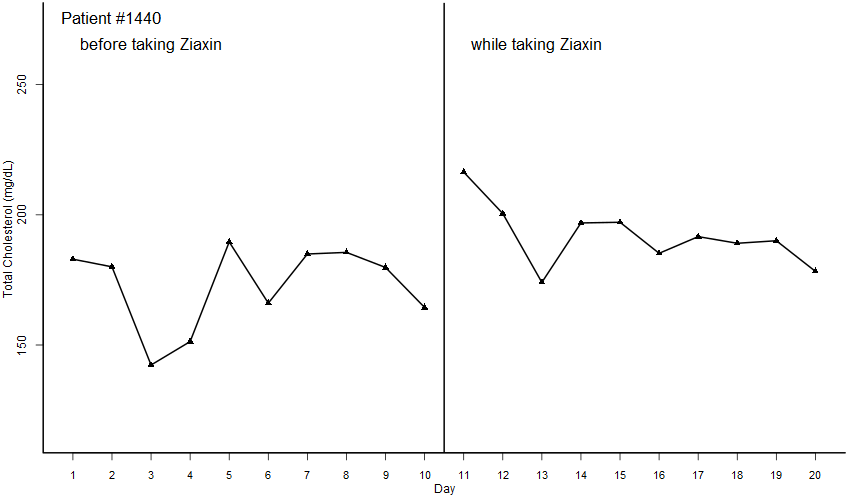 Patient #1440
before taking Ziaxin
while taking Ziaxin
250
200
150
Total Cholesterol (mg/dL)
1 2 3 4 5 6 7 8 9 10 11 12 13 14 15 16 17 18 19 20
Day